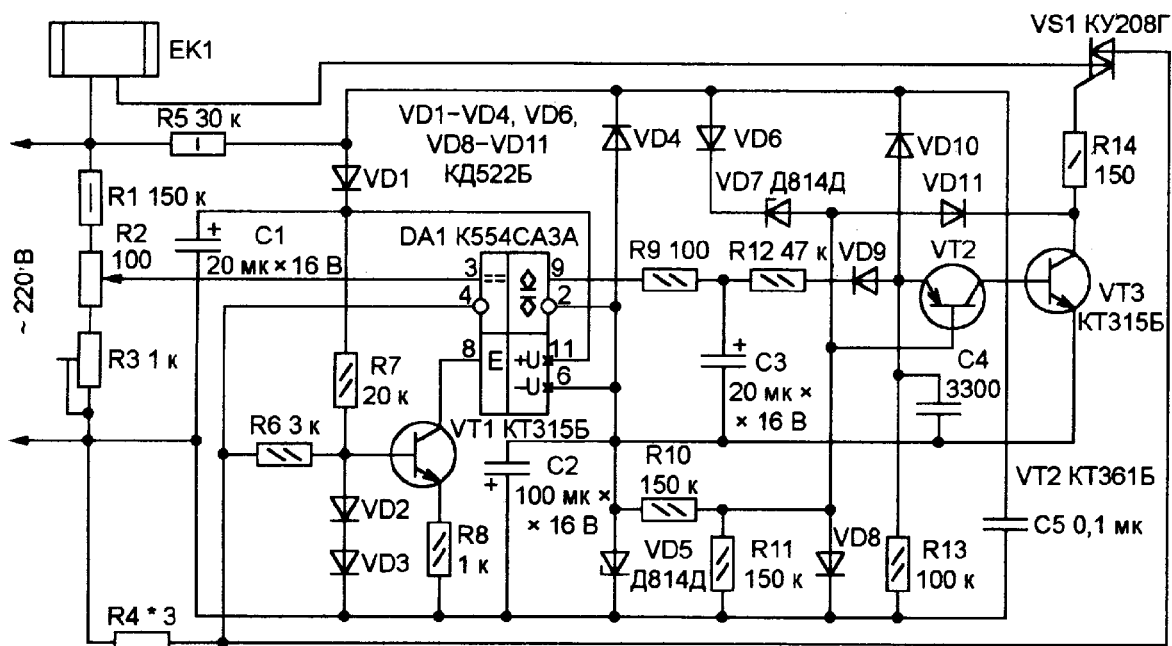 VS1 КУ208Г
EK1
R5 30 к
VD1–VD4, VD6,
VD8–VD11
КД522Б
VD4
VD6
VD10
R14
150
VD1
VD7 Д814Д
VD11
R1 150 к
R2
100
C1
20 мк × 16 В
DA1 К554СА3А
R9 100
R12 47 к
VD9
VT2
VT3
КТ315Б
~ 220 В
3
4
==
9
2
8
E
+U
11
–U
6
R3 1 к
R7
20 к
C3
20 мк ×
× 16 В
C4
3300
R6 3 к
VT1 КТ315Б
C2
100 мк ×
× 16 В
R10
150 к
VT2 КТ361Б
VD2
VD3
R8
1 к
VD5
Д814Д
R11
150 к
VD8
R13
100 к
C5 0,1 мк
R4 * 3
+
+
+